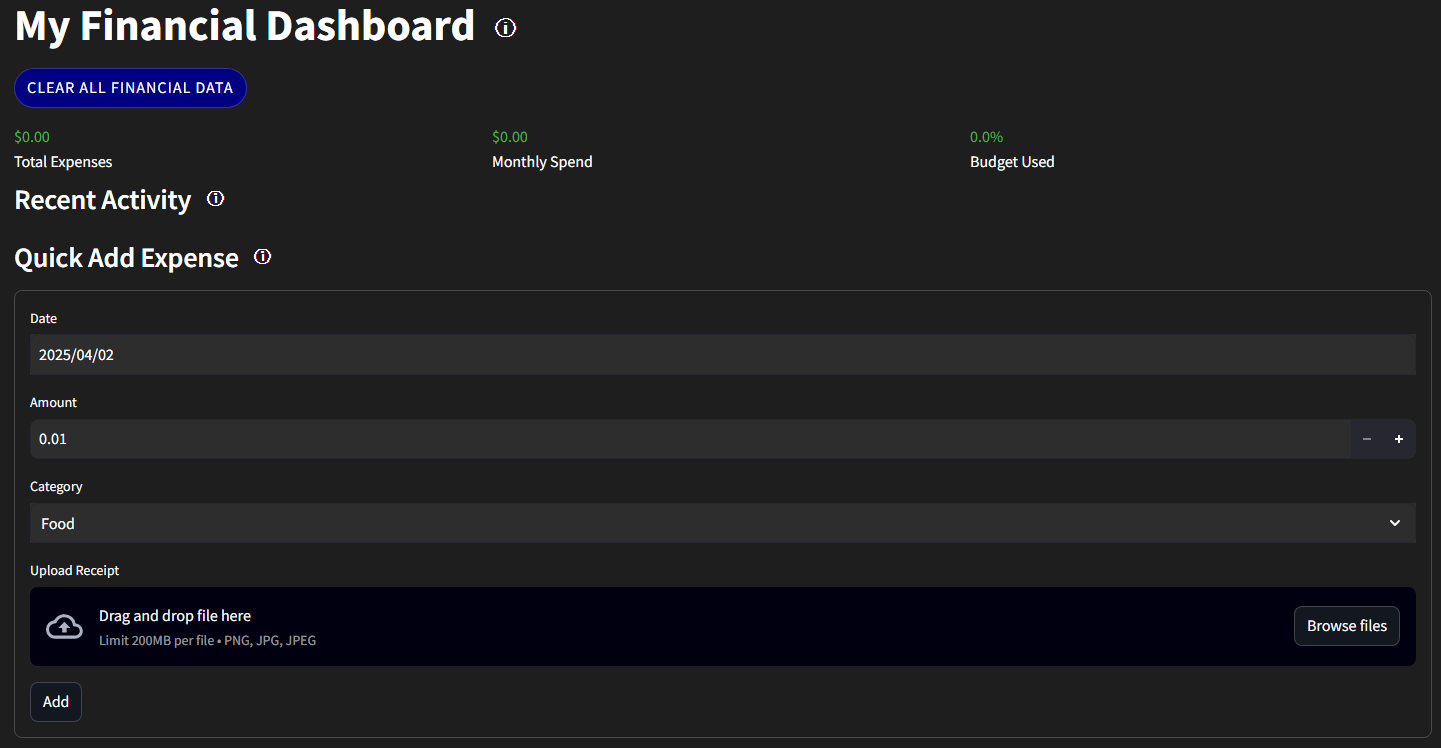 My Financial Dashboard
CLEAR ALL FINANCIAL DATA
$0.00 $0.00 0.0%
Total Expenses Monthly Spend Budget Used
Recent Activity
Quick Add Expense
Date
2025/04/02
Amount
0.01
Category
Food
Upload Receipt
Drag and drop file here
Limit 200MB per file • PNG, JPG, JPEG
Browse files
Add